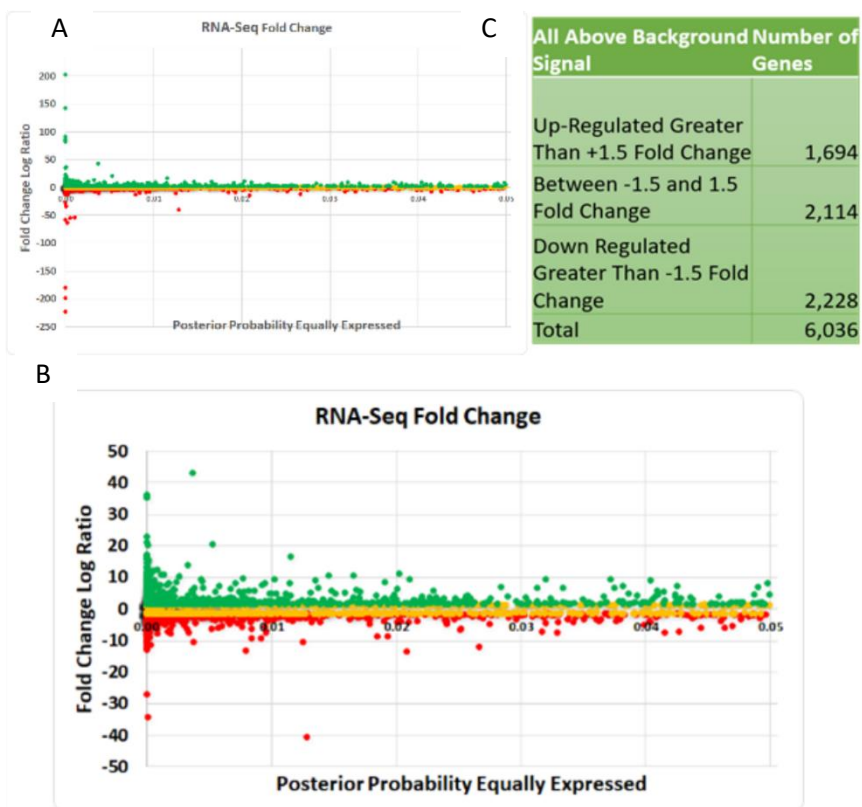 A
RNA-Seq Fold Change
Fold Change Log Ratio
200
150
100
50
0
-50
-100
-150
-200
-250
0.00
0.01
0.02
0.03
0.04
0.05
Posterior Probability Equally Expressed
C
All Above Background Number of
Signal Genes
Up-Regulated Greater
Than +1.5 Fold Change 1,694
Between -1.5 and 1.5
Fold Change 2,114
Down Regulated
Greater Than -1.5 Fold
Change 2,228
Total 6,036
B
RNA-Seq Fold Change
Fold Change Log Ratio
50
40
30
20
10
0
-10
-20
-30
-40
-50
0.00
0.01
0.02
0.03
0.04
0.05
Posterior Probability Equally Expressed